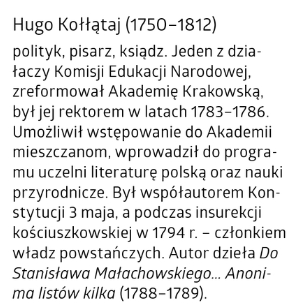 Hugo Kołłątaj (1750–1812)
polityk, pisarz, ksiądz. Jeden z dzia-
łaczy Komisji Edukacji Narodowej,
zreformował Akademię Krakowską,
był jej rektorem w latach 1783–1786.
Umożliwił wstępowanie do Akademii
mieszczanom, wprowadził do progra-
mu uczelni literaturę polską oraz nauki
przyrodnicze. Był współautorem Kon-
stytucji 3 maja, a podczas insurekcji
kościuszkowskiej w 1794 r. – członkiem
władz powstańczych. Autor dzieła Do
Stanisława Małachowskiego... Anoni-
ma listów kilka (1788–1789).